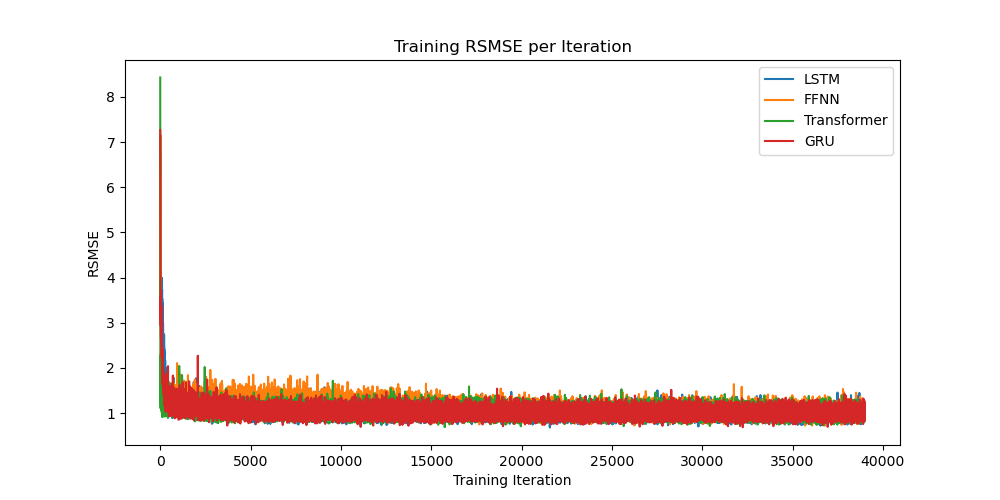 Training RSMSE per Iteration
LSTM
FFNN
Transformer
GRU
RSMSE
8
7
6
5
4
3
2
1
0
5000
10000
15000
20000
25000
30000
35000
40000
Training Iteration